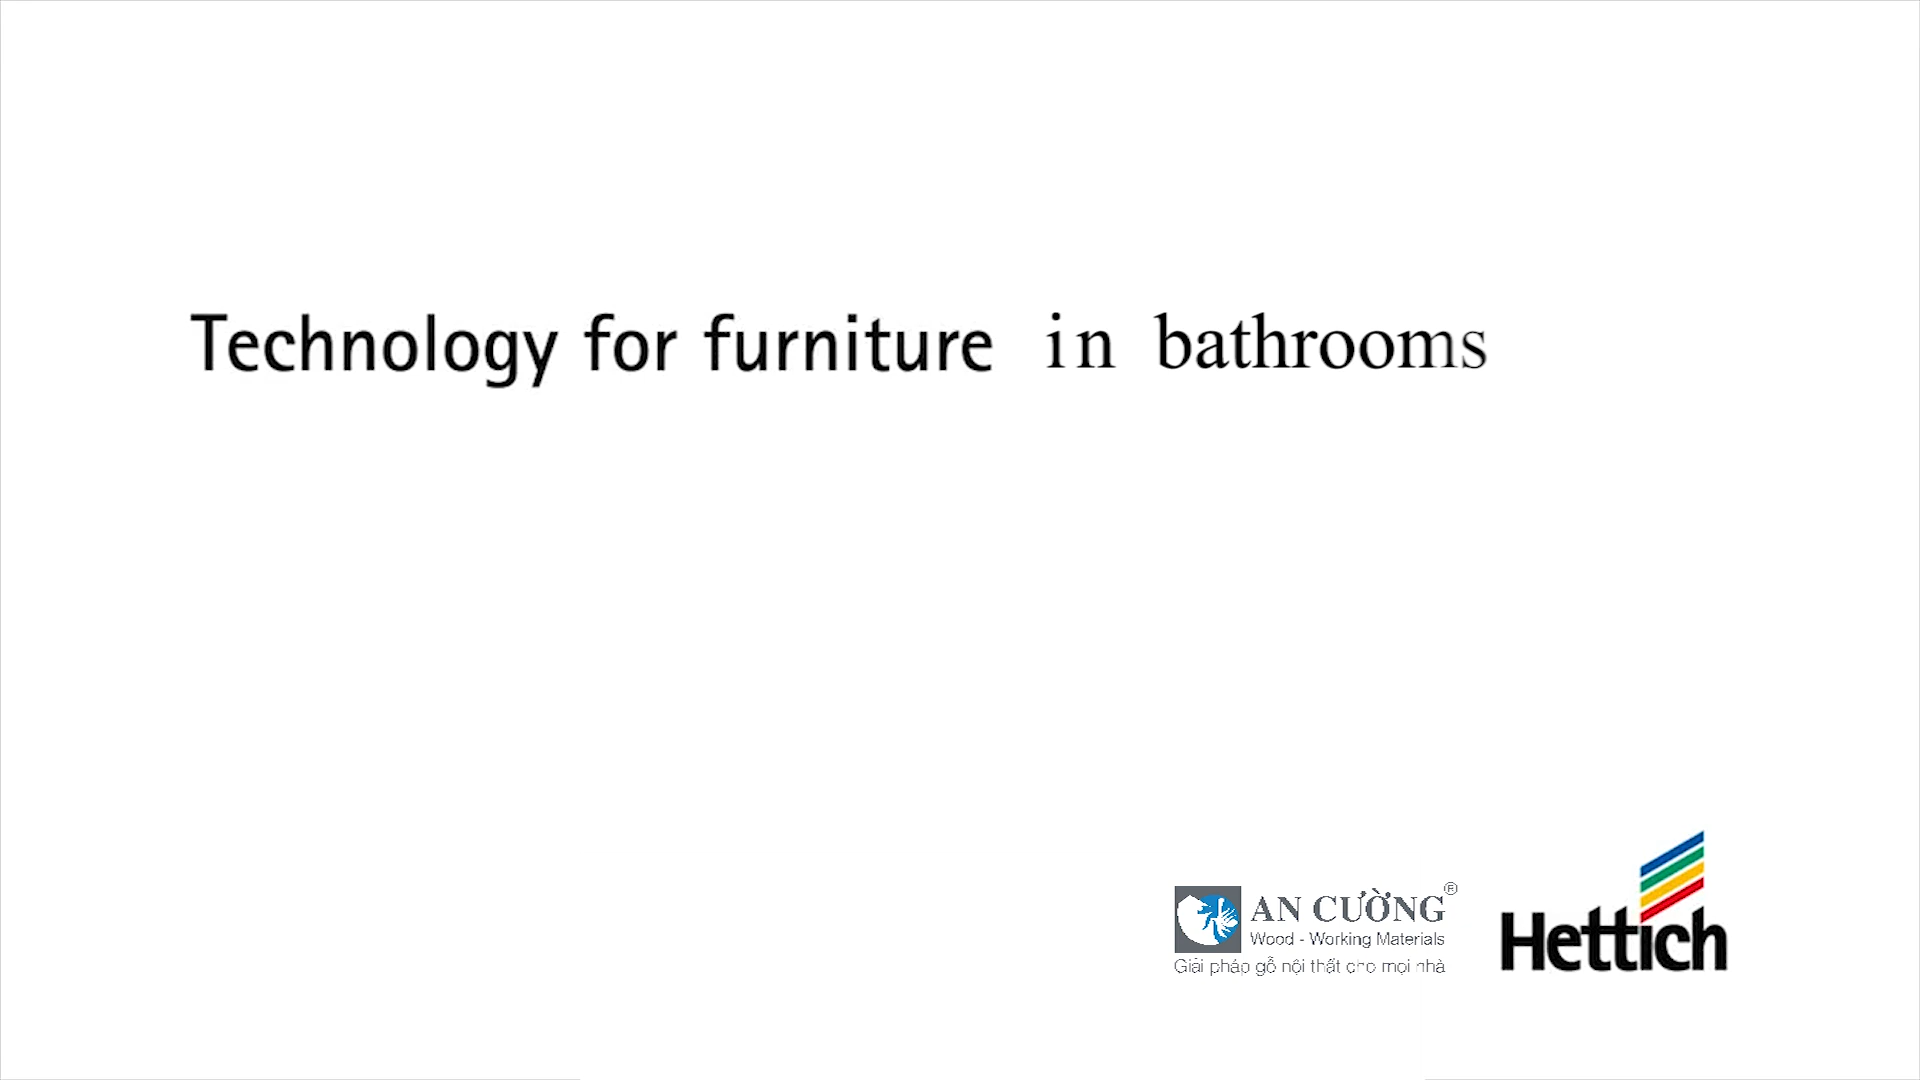 Technology for furniture in bathrooms
AN CƯỜNG®
Wood - Working Materials
Giải pháp gỗ nội thất cho mọi nhà
Hettich